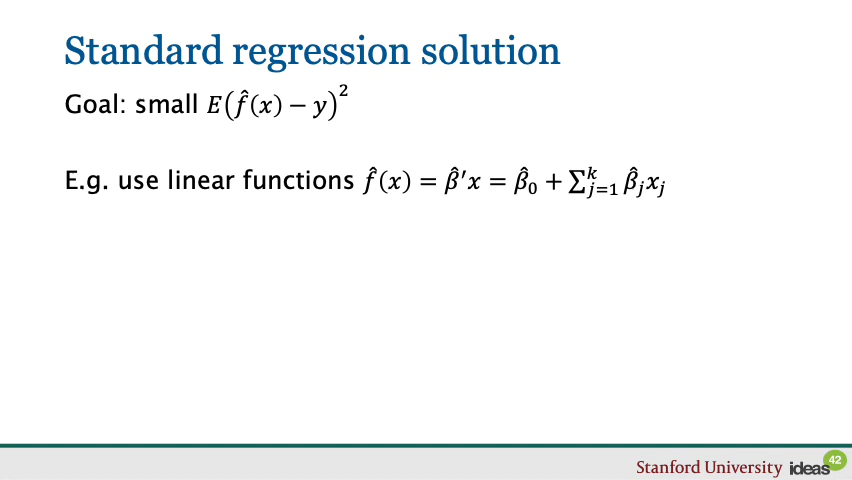 Standard regression solution
Goal: small $E(\hat{f}(x) - y)^2$
E.g. use linear functions $\hat{f}(x) = \hat{\beta}'x = \hat{\beta}_0 + \sum_{j=1}^{k} \hat{\beta}_j x_j$
Stanford University ideas 42